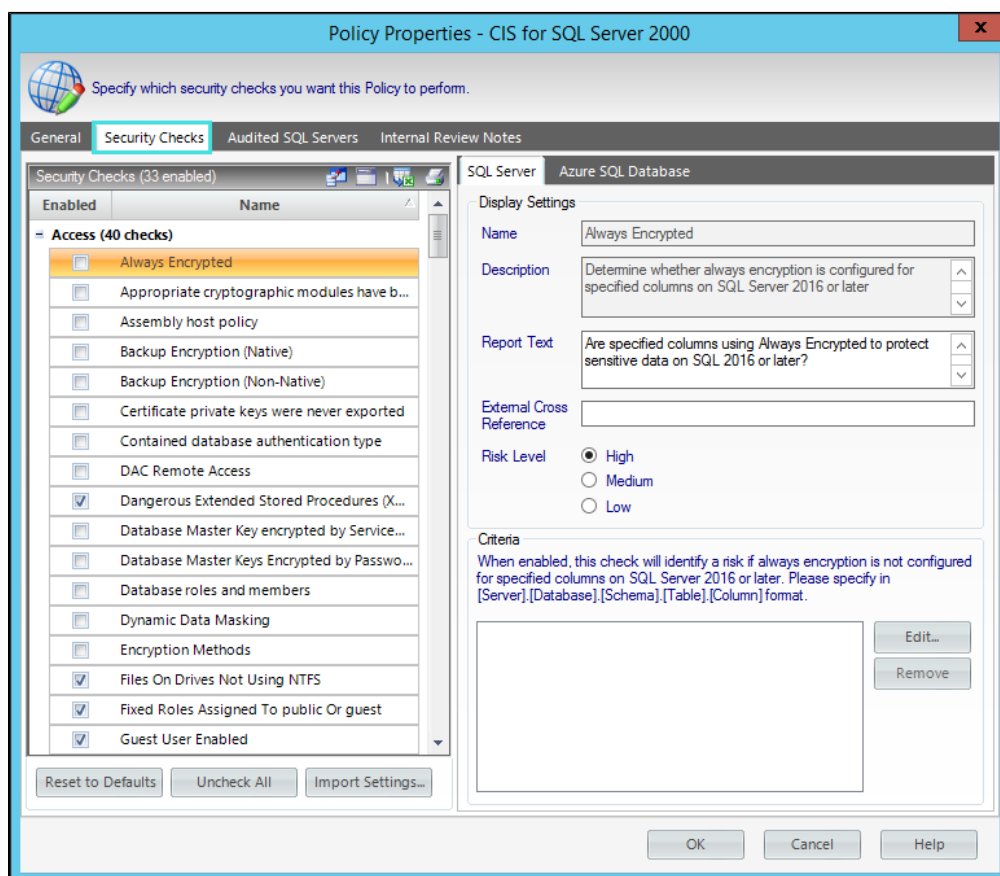 Policy Properties - CIS for SQL Server 2000
x
Specify which security checks you want this Policy to perform.
General Security Checks Audited SQL Servers Internal Review Notes
Security Checks (33 enabled)
Enabled Name
Access (40 checks)
Always Encrypted
Appropriate cryptographic modules have b...
Assembly host policy
Backup Encryption (Native)
Backup Encryption (Non-Native)
Certificate private keys were never exported
Contained database authentication type
DAC Remote Access
Dangerous Extended Stored Procedures (X...
Database Master Key encrypted by Service...
Database Master Keys Encrypted by Passwo...
Database roles and members
Dynamic Data Masking
Encryption Methods
Files On Drives Not Using NTFS
Fixed Roles Assigned To public Or guest
Guest User Enabled
Reset to Defaults Uncheck All Import Settings...
SQL Server Azure SQL Database
Display Settings
Name Always Encrypted
Description Determine whether always encryption is configured for
specified columns on SQL Server 2016 or later
Report Text Are specified columns using Always Encrypted to protect
sensitive data on SQL 2016 or later?
External Cross
Reference
Risk Level High
Medium
Low
Criteria
When enabled, this check will identify a risk if always encryption is not configured
for specified columns on SQL Server 2016 or later. Please specify in
[Server].[Database].[Schema].[Table].[Column] format.
Edit...
Remove
OK Cancel Help